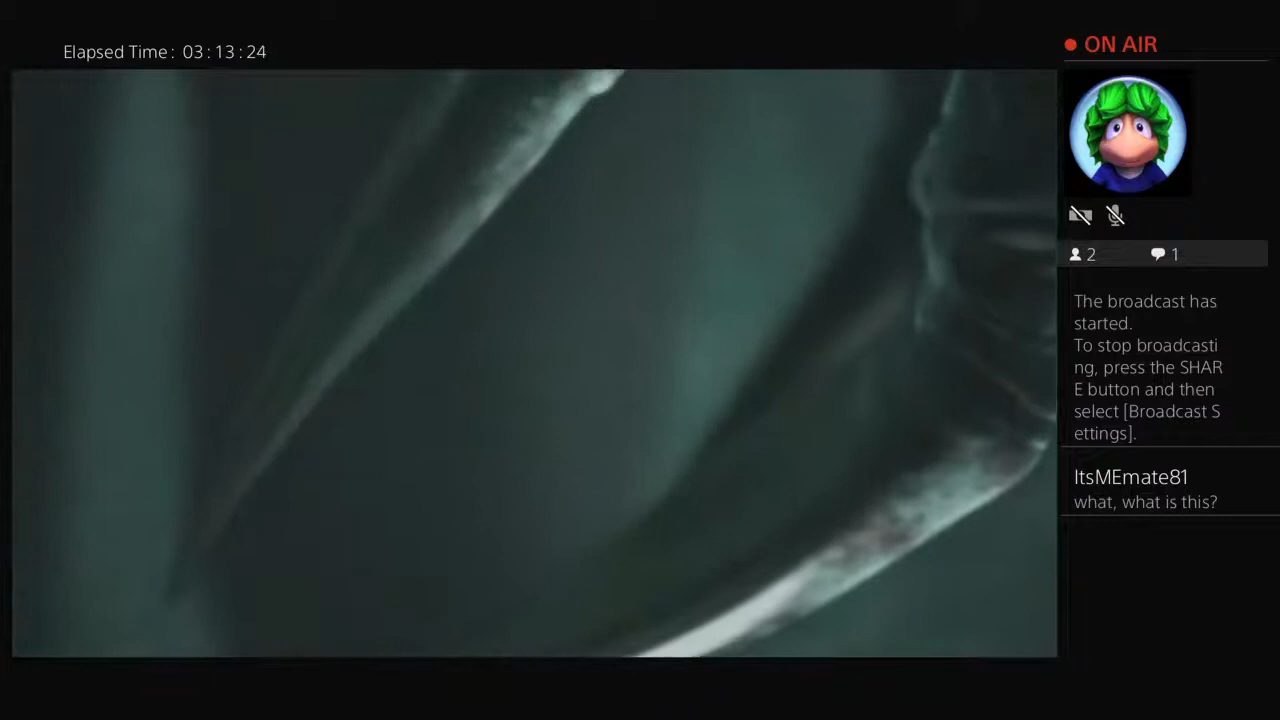 Elapsed Time: 03:13:24
ON AIR
2 1
The broadcast has
started.
To stop broadcasti
ng, press the SHAR
E button and then
select [Broadcast S
ettings].
ItsMEmate81
what, what is this?